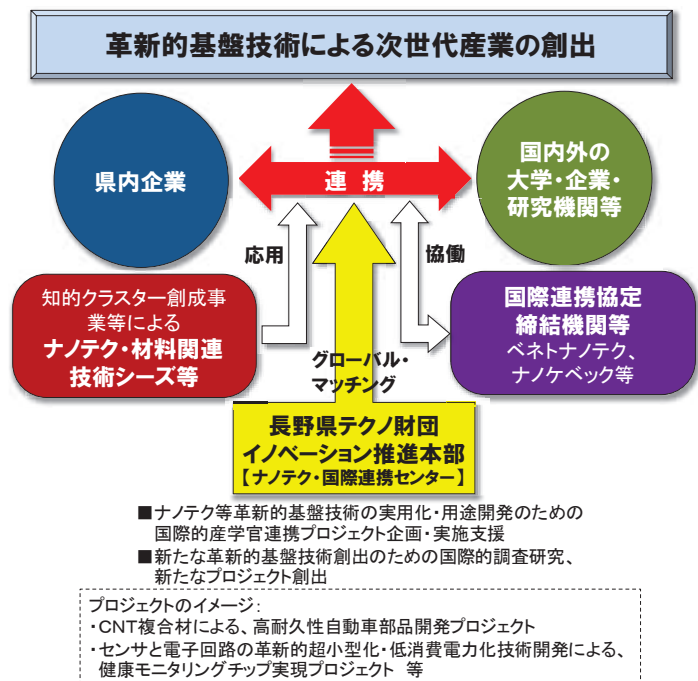 革新的基盤技術による次世代産業の創出
県内企業
連 携
国内外の
大学・企業・
研究機関等
応用
協働
知的クラスター創成事
業等による
ナノテク・材料関連
技術シーズ等
国際連携協定
締結機関等
ベネトナノテク、
ナノケベック等
グローバル・
マッチング
長野県テクノ財団
イノベーション推進本部
【ナノテク・国際連携センター】
■ナノテク等革新的基盤技術の実用化・用途開発のための
国際的産学官連携プロジェクト企画・実施支援
■新たな革新的基盤技術創出のための国際的調査研究、
新たなプロジェクト創出
プロジェクトのイメージ：
・CNT複合材による、高耐久性自動車部品開発プロジェクト
・センサと電子回路の革新的超小型化・低消費電力化技術開発による、
健康モニタリングチップ実現プロジェクト 等